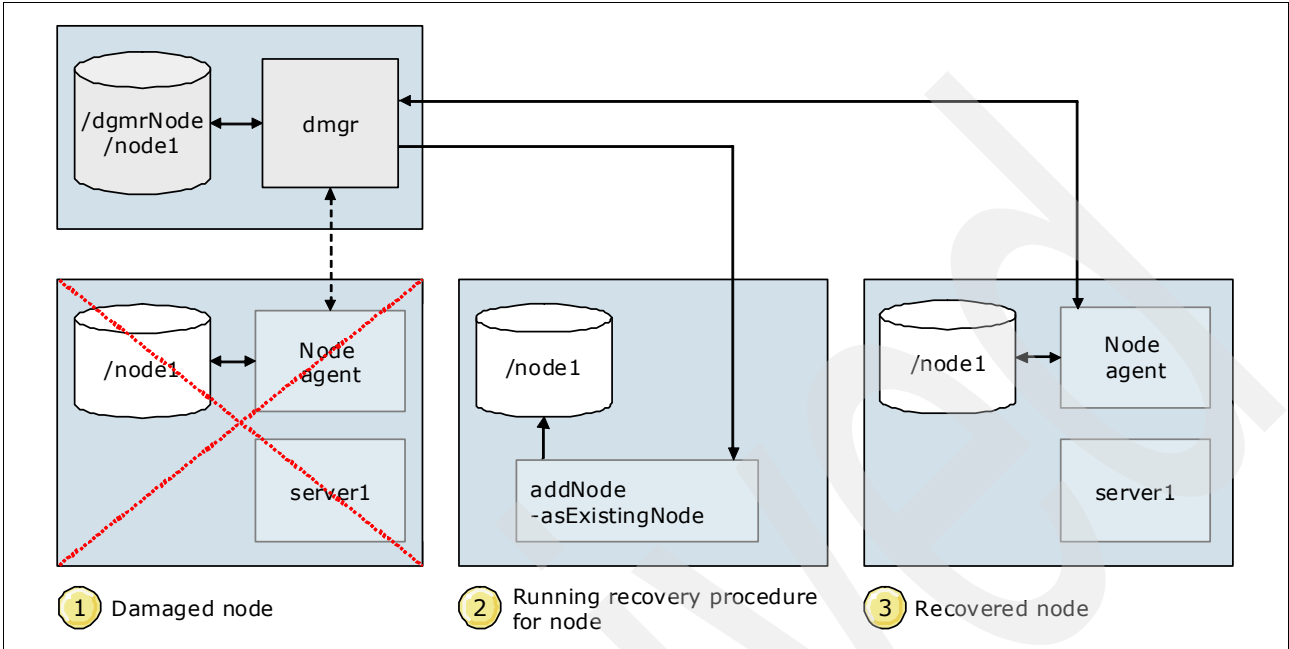 /dgmrNode
/node1
dmgr
/node1
Node
agent
server1
/node1
addNode
-asExistingNode
/node1
Node
agent
server1
1 Damaged node
2 Running recovery procedure
for node
3 Recovered node